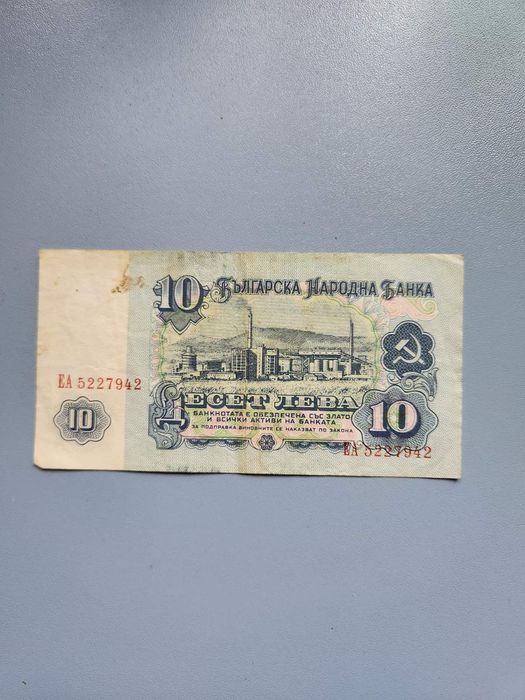 10 БЪЛГАРСКА НАРОДНА БАНКА
ЕА 5227942
ДЕСЕТ ЛЕВА
БАНКНОТАТА Е ОБЕЗПЕЧЕНА СЪС ЗЛАТО
И ВСИЧКИ АКТИВИ НА БАНКАТА
ЗА ПОДПРАВКА ВИНОВНИТЕ СЕ НАКАЗВАТ ПО ЗАКОНА
10
10
ЕА 5227942